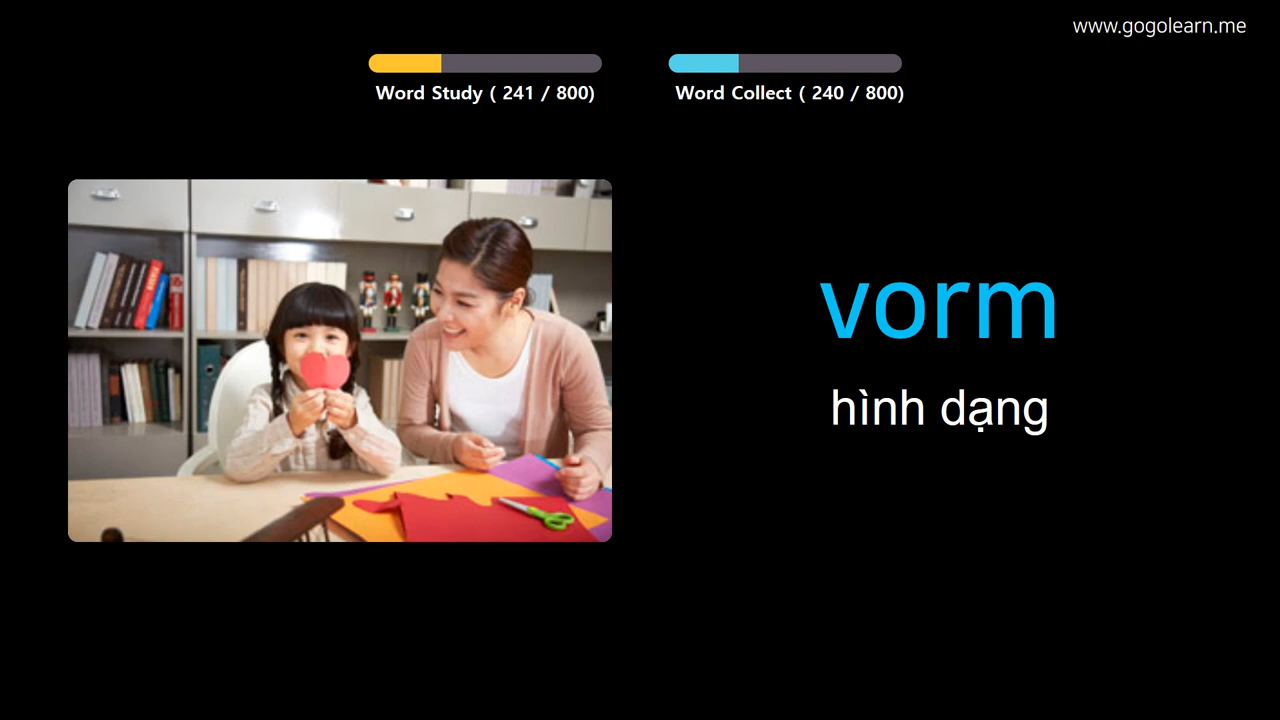 www.gogolearn.me
Word Study ( 241 / 800)
Word Collect ( 240 / 800)
vorm
hình dạng